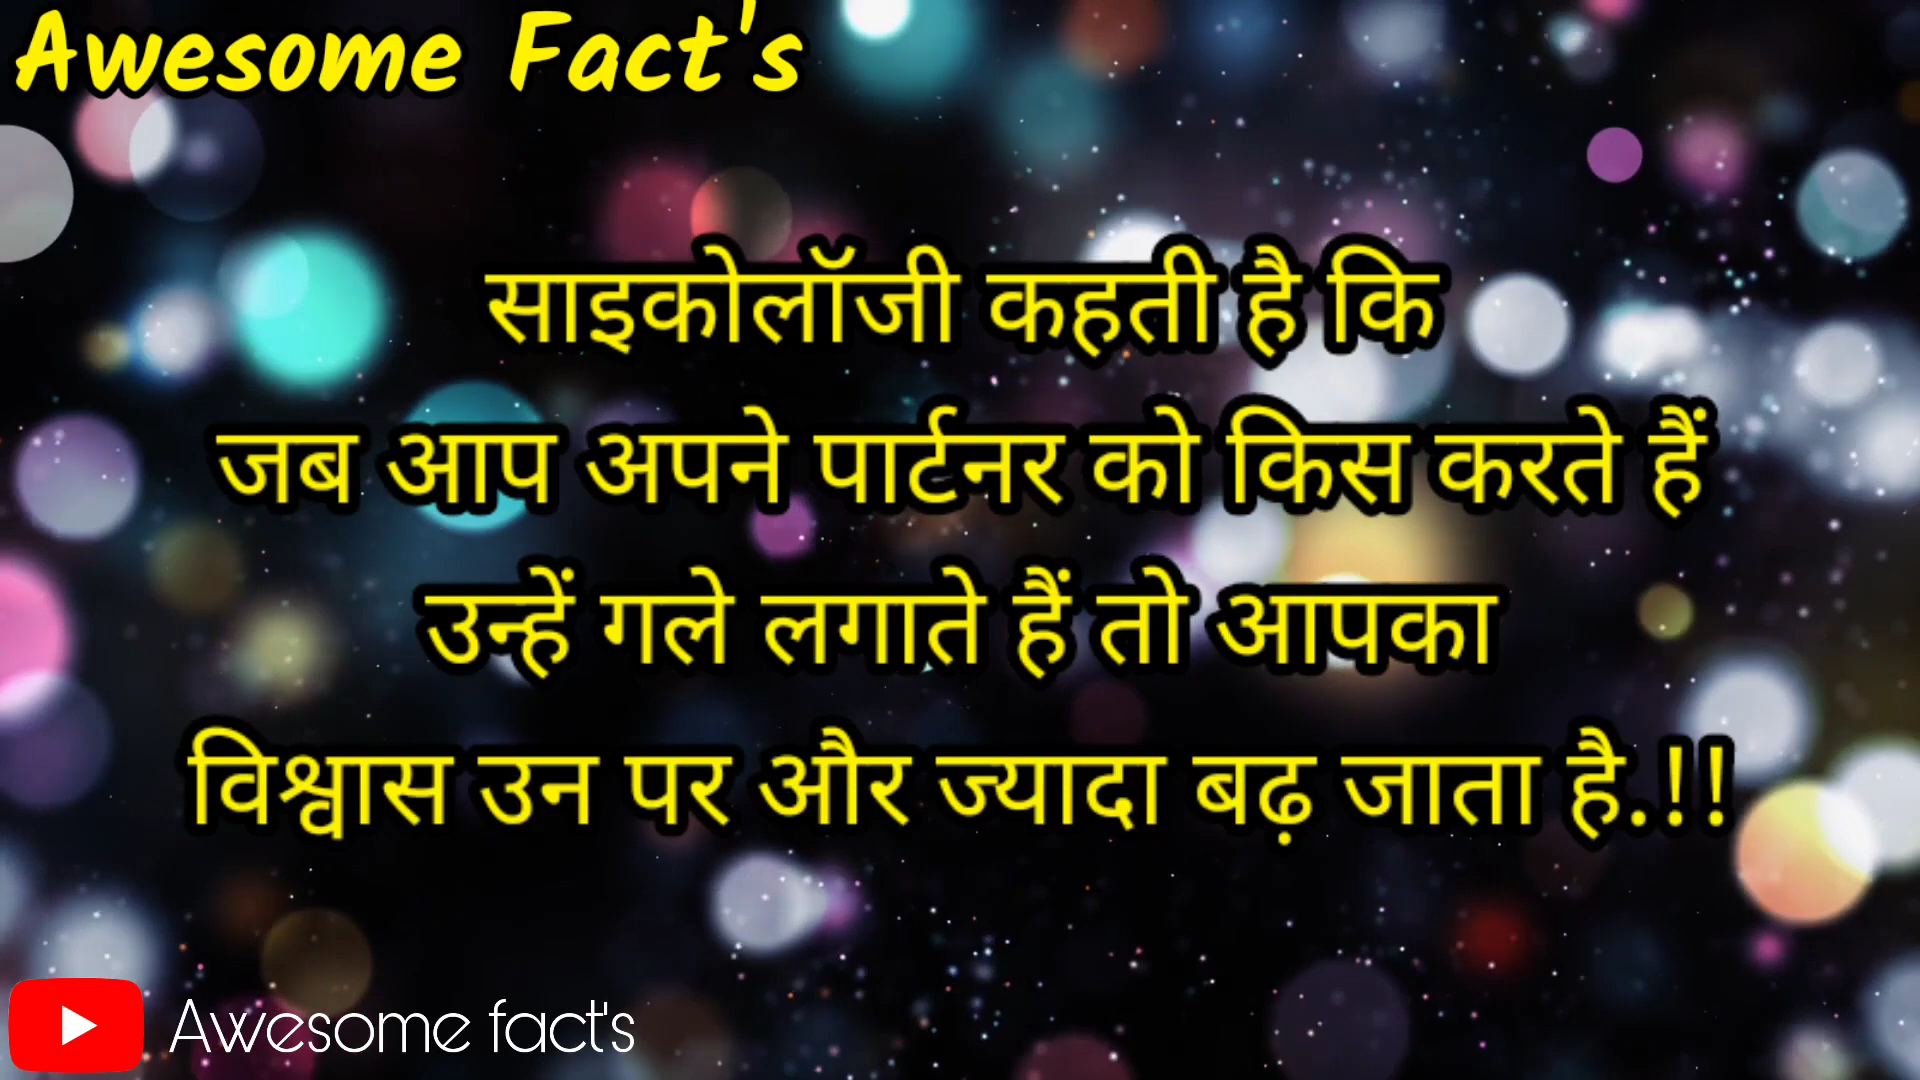 Awesome Fact's
साइकोलॉजी कहती है कि
जब आप अपने पार्टनर को किस करते हैं
उन्हें गले लगाते हैं तो आपका
विश्वास उन पर और ज्यादा बढ़ जाता है.!!
Awesome fact's